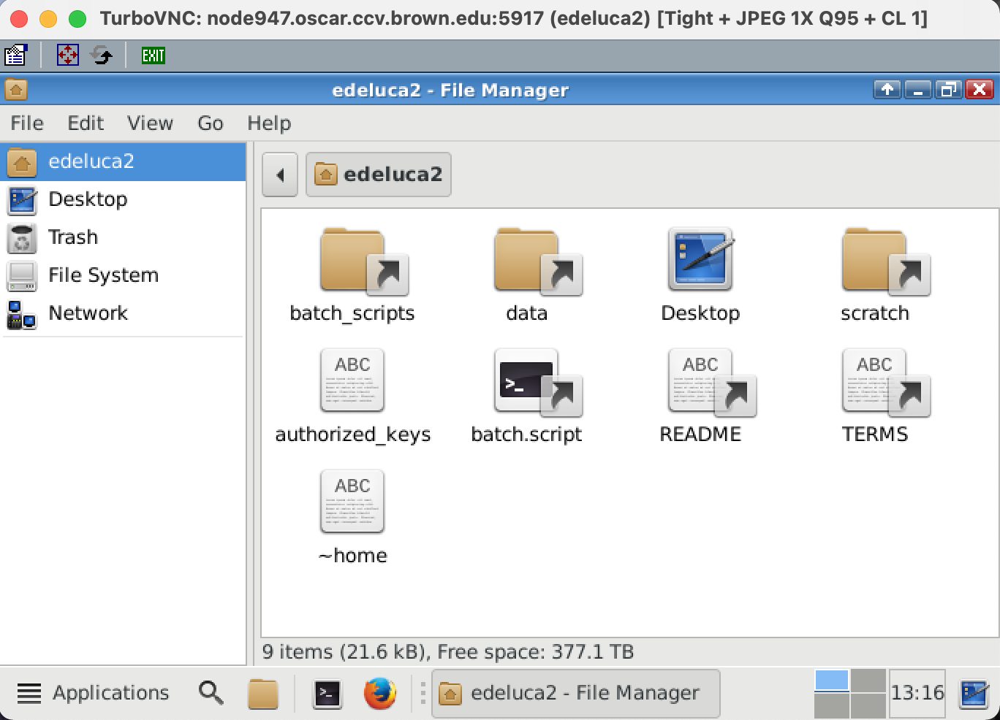 TurboVNC: node947.oscar.ccv.brown.edu:5917 (edeluca2) [Tight + JPEG 1X Q95 + CL 1]
EXIT
edeluca2 - File Manager
File Edit View Go Help
edeluca2
Desktop
Trash
File System
Network
edeluca2
batch_scripts
data
Desktop
scratch
ABC
authorized_keys
>_
batch.script
ABC
README
ABC
TERMS
ABC
~home
9 items (21.6 kB), Free space: 377.1 TB
Applications
>_
edeluca2 - File Manager
13:16